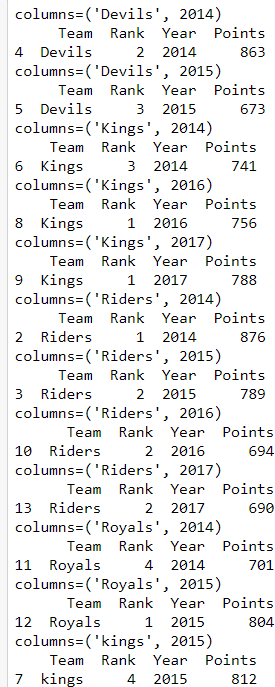 columns=('Devils', 2014)
Team Rank Year Points
4 Devils 2 2014 863
columns=('Devils', 2015)
Team Rank Year Points
5 Devils 3 2015 673
columns=('Kings', 2014)
Team Rank Year Points
6 Kings 3 2014 741
columns=('Kings', 2016)
Team Rank Year Points
8 Kings 1 2016 756
columns=('Kings', 2017)
Team Rank Year Points
9 Kings 1 2017 788
columns=('Riders', 2014)
Team Rank Year Points
2 Riders 1 2014 876
columns=('Riders', 2015)
Team Rank Year Points
3 Riders 2 2015 789
columns=('Riders', 2016)
Team Rank Year Points
10 Riders 2 2016 694
columns=('Riders', 2017)
Team Rank Year Points
13 Riders 2 2017 690
columns=('Royals', 2014)
Team Rank Year Points
11 Royals 4 2014 701
columns=('Royals', 2015)
Team Rank Year Points
12 Royals 1 2015 804
columns=('kings', 2015)
Team Rank Year Points
7 kings 4 2015 812